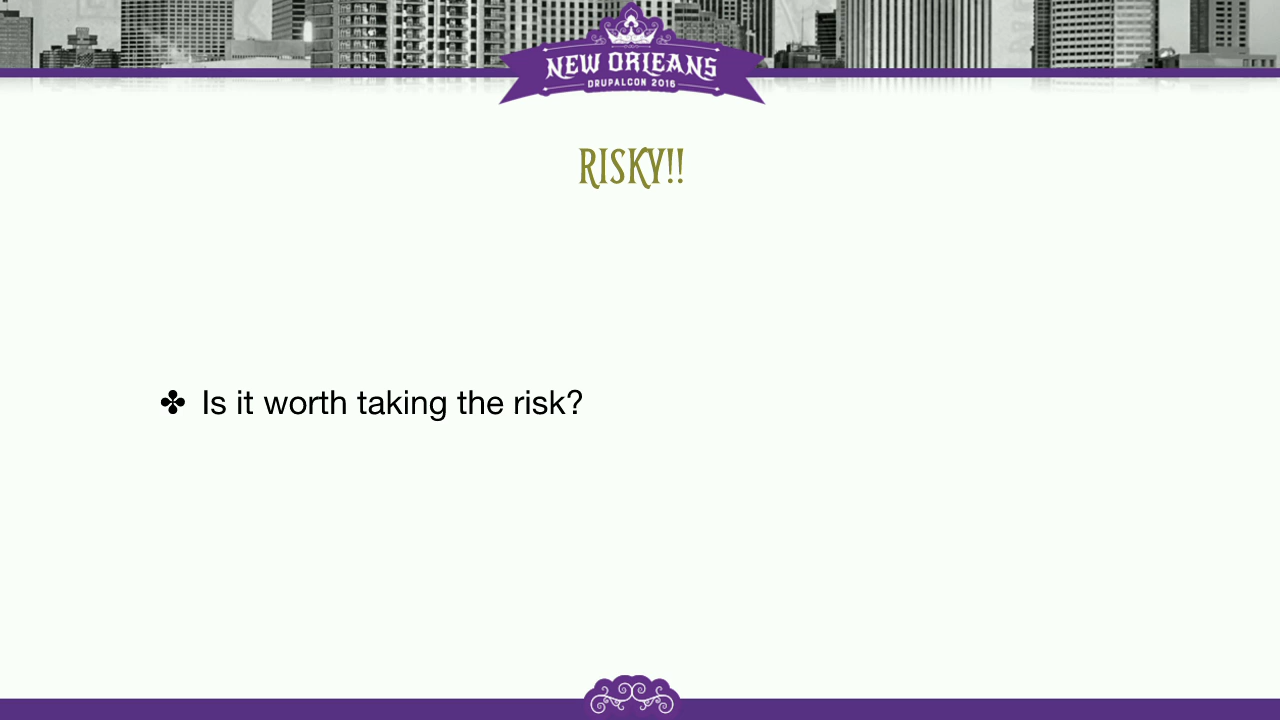 NEW ORLEANS
DRUPALCON 2016
RISKY!!
✤ Is it worth taking the risk?